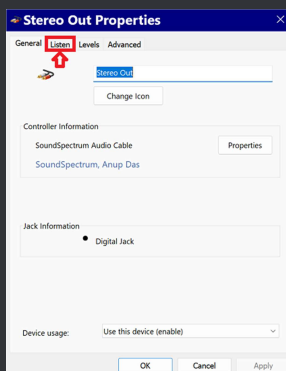 Stereo Out Properties
General Listen Levels Advanced
Stereo Out
Change Icon
Controller Information
SoundSpectrum Audio Cable Properties
SoundSpectrum, Anup Das
Jack Information
Digital Jack
Device usage: Use this device (enable)
OK Cancel Apply